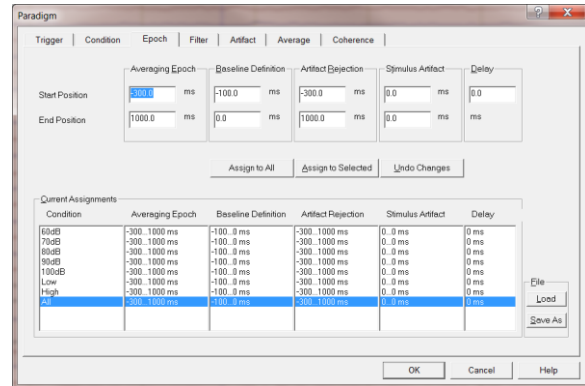 Paradigm
Trigger Condition Epoch Filter Artifact Average Coherence
Averaging Epoch Baseline Definition Artifact Rejection Stimulus Artifact Delay
Start Position -300.0 ms -100.0 ms -300.0 ms 0.0 ms 0.0
End Position 1000.0 ms 0.0 ms 1000.0 ms 0.0 ms ms
Assign to All Assign to Selected Undo Changes
Current Assignments
Condition Averaging Epoch Baseline Definition Artifact Rejection Stimulus Artifact Delay
60dB -300...1000 ms -100...0 ms -300...1000 ms 0...0 ms 0 ms
70dB -300...1000 ms -100...0 ms -300...1000 ms 0...0 ms 0 ms
80dB -300...1000 ms -100...0 ms -300...1000 ms 0...0 ms 0 ms
90dB -300...1000 ms -100...0 ms -300...1000 ms 0...0 ms 0 ms
100dB -300...1000 ms -100...0 ms -300...1000 ms 0...0 ms 0 ms
Low -300...1000 ms -100...0 ms -300...1000 ms 0...0 ms 0 ms
High -300...1000 ms -100...0 ms -300...1000 ms 0...0 ms 0 ms
All -300...1000 ms -100...0 ms -300...1000 ms 0...0 ms 0 ms
File
Load
Save As
OK Cancel Help